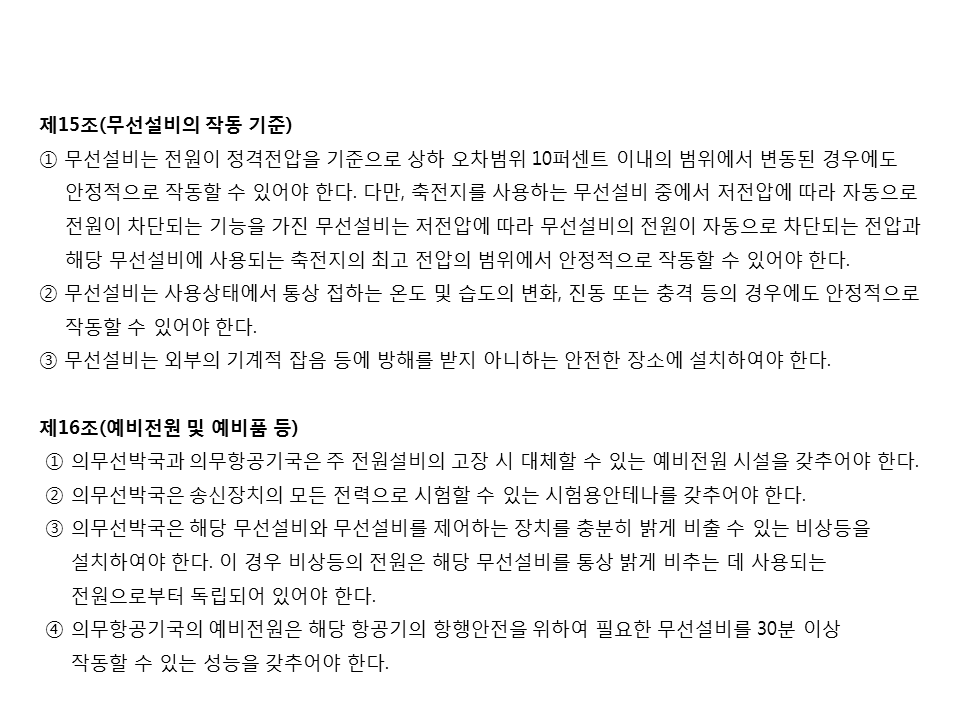 제15조(무선설비의 작동 기준)
① 무선설비는 전원이 정격전압을 기준으로 상하 오차범위 10퍼센트 이내의 범위에서 변동된 경우에도
안정적으로 작동할 수 있어야 한다. 다만, 축전지를 사용하는 무선설비 중에서 저전압에 따라 자동으로
전원이 차단되는 기능을 가진 무선설비는 저전압에 따라 무선설비의 전원이 자동으로 차단되는 전압과
해당 무선설비에 사용되는 축전지의 최고 전압의 범위에서 안정적으로 작동할 수 있어야 한다.
② 무선설비는 사용상태에서 통상 접하는 온도 및 습도의 변화, 진동 또는 충격 등의 경우에도 안정적으로
작동할 수 있어야 한다.
③ 무선설비는 외부의 기계적 잡음 등에 방해를 받지 아니하는 안전한 장소에 설치하여야 한다.
제16조(예비전원 및 예비품 등)
① 의무선박국과 의무항공기국은 주 전원설비의 고장 시 대체할 수 있는 예비전원 시설을 갖추어야 한다.
② 의무선박국은 송신장치의 모든 전력으로 시험할 수 있는 시험용안테나를 갖추어야 한다.
③ 의무선박국은 해당 무선설비와 무선설비를 제어하는 장치를 충분히 밝게 비출 수 있는 비상등을
설치하여야 한다. 이 경우 비상등의 전원은 해당 무선설비를 통상 밝게 비추는 데 사용되는
전원으로부터 독립되어 있어야 한다.
④ 의무항공기국의 예비전원은 해당 항공기의 항행안전을 위하여 필요한 무선설비를 30분 이상
작동할 수 있는 성능을 갖추어야 한다.